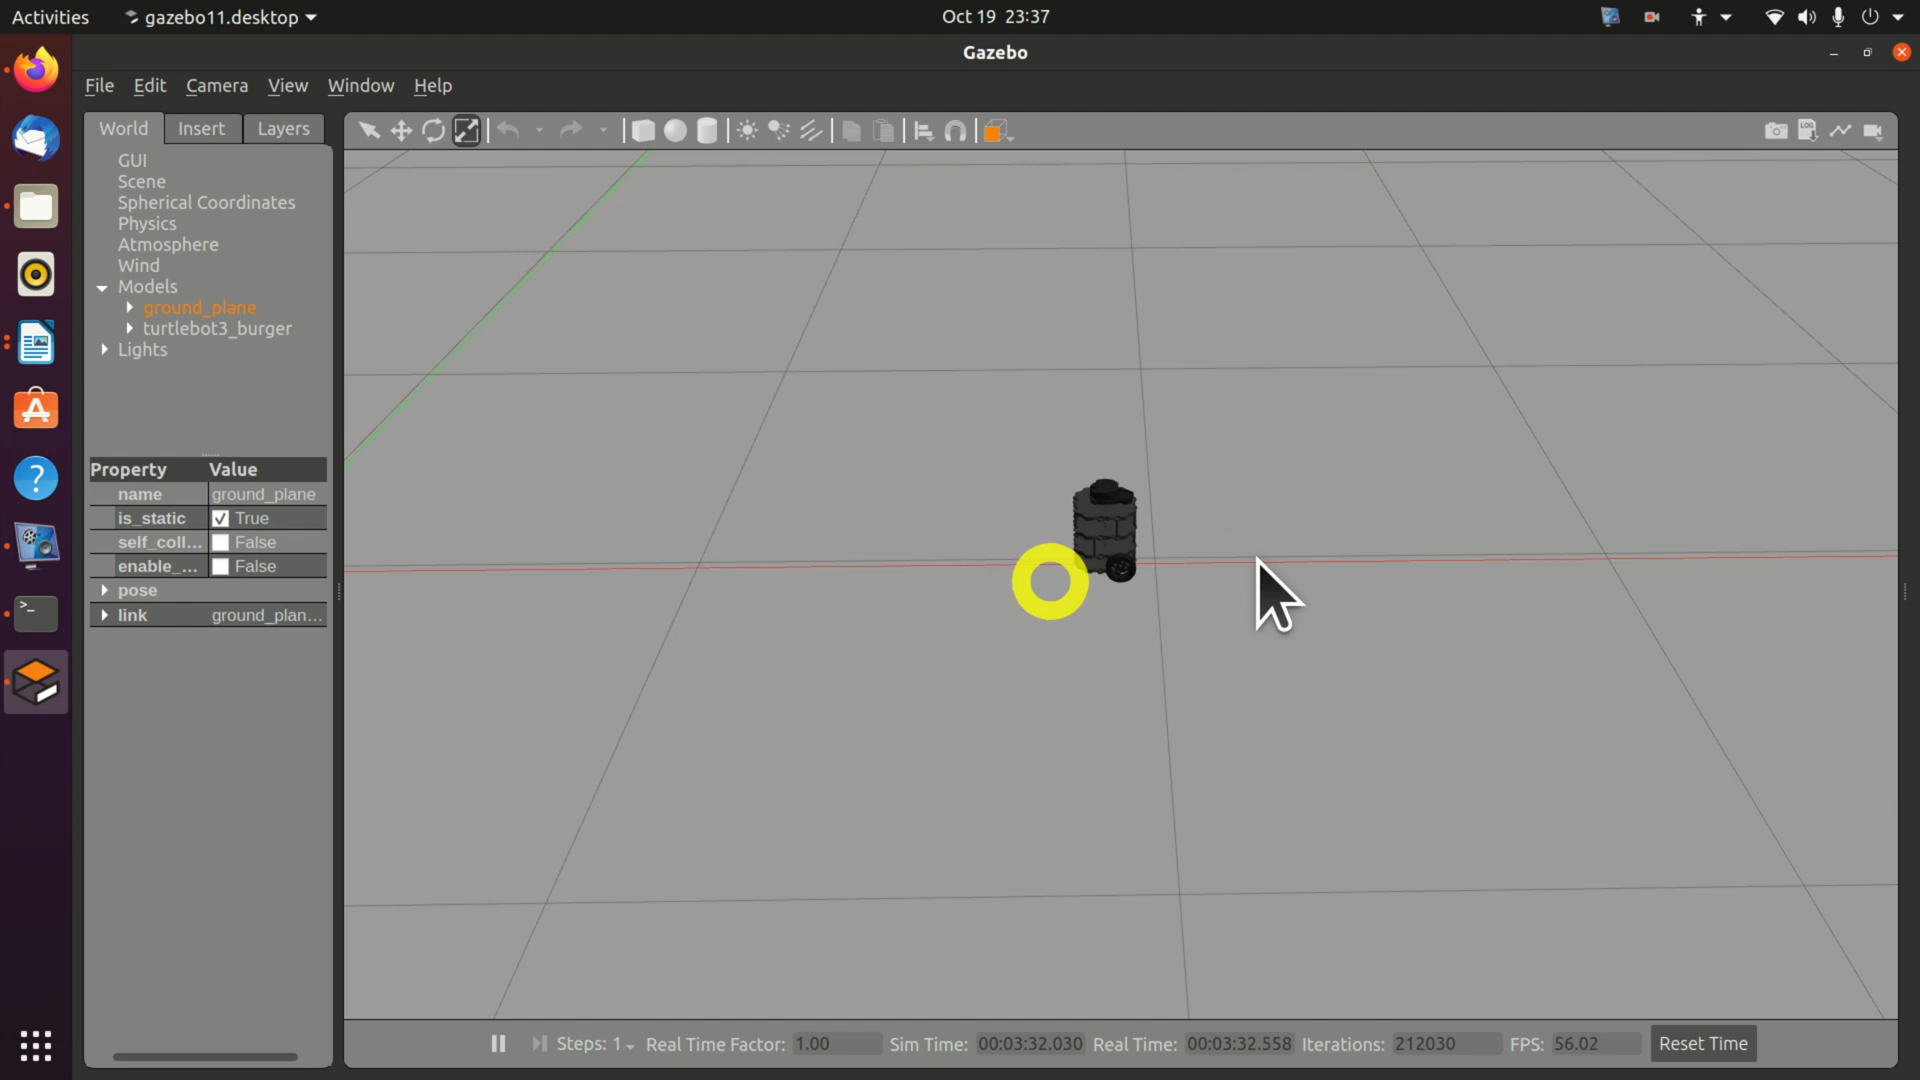 Activities gazebo11.desktop Oct 19 23:37
Gazebo
File Edit Camera View Window Help
World Insert Layers
GUI
Scene
Spherical Coordinates
Physics
Atmosphere
Wind
Models
ground_plane
turtlebot3_burger
Lights
Property Value
name ground_plane
is_static True
self_coll... False
enable_... False
pose
link ground_plan...
LOG
Steps: 1 Real Time Factor: 1.00 Sim Time: 00:03:32.030 Real Time: 00:03:32.558 Iterations: 212030 FPS: 56.02 Reset Time